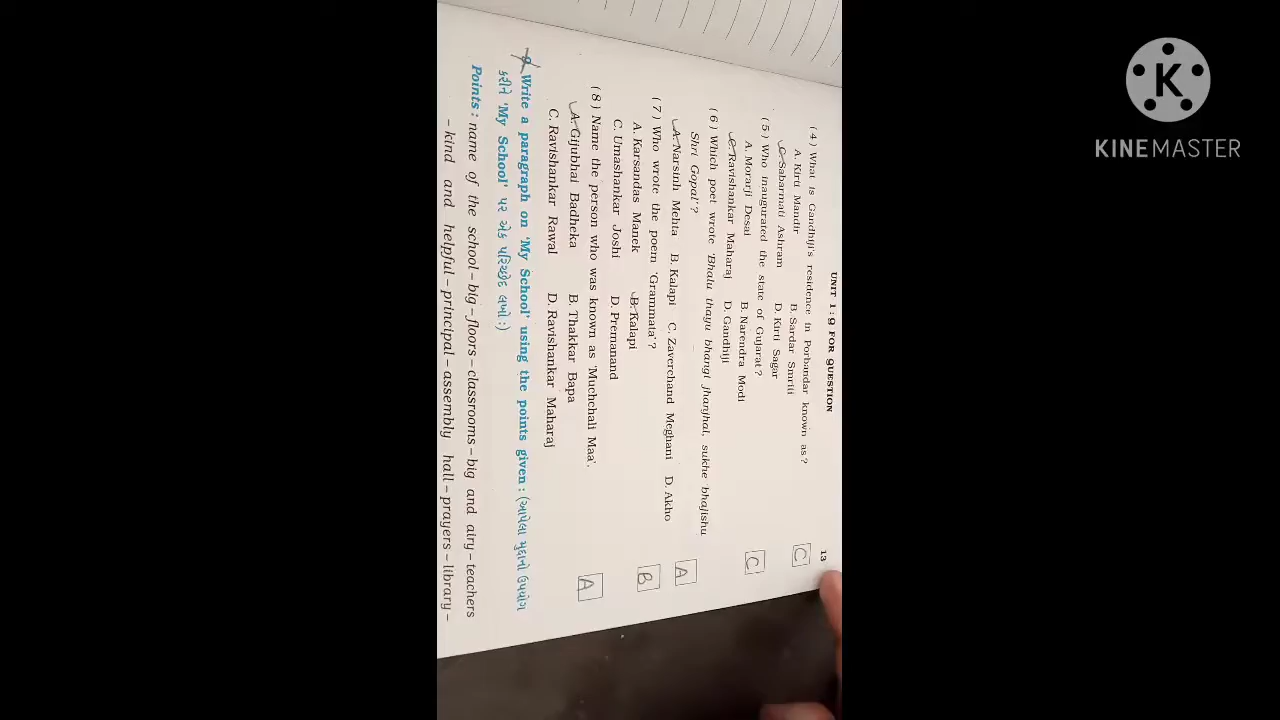 UNIT 1 : 9 FOR QUESTION 13
( 4 ) What is Gandhiji's residence in Porbandar known as ? C
A. Kirti Mandir B. Sardar Smriti
C. Sabarmati Ashram D. Kirti Sagar
( 5 ) Who inaugurated the state of Gujarat ? C
A. Morarji Desai B. Narendra Modi
C. Ravishankar Maharaj D. Gandhiji
( 6 ) Which poet wrote 'Bhalu thayu bhangi jhanjhal, sukhe bhajishu
Shri Gopal' ? A
A. Narsinh Mehta B. Kalapi C. Zaverchand Meghani D. Akho
( 7 ) Who wrote the poem 'Grammata' ? B
A. Karsandas Manek B. Kalapi
C. Umashankar Joshi D. Premanand
( 8 ) Name the person who was known as 'Muchchali Maa'. A
A. Gijubhai Badheka B. Thakkar Bapa
C. Ravishankar Rawal D. Ravishankar Maharaj
Write a paragraph on 'My School' using the points given : (આપેલા મુદ્દાનો ઉપયોગ
કરીને 'My School' પર એક પરિચ્છેદ લખો :)
Points : name of the school – big – floors – classrooms – big and airy – teachers
– kind and helpful – principal – assembly hall – prayers – library –
K
KINEMASTER